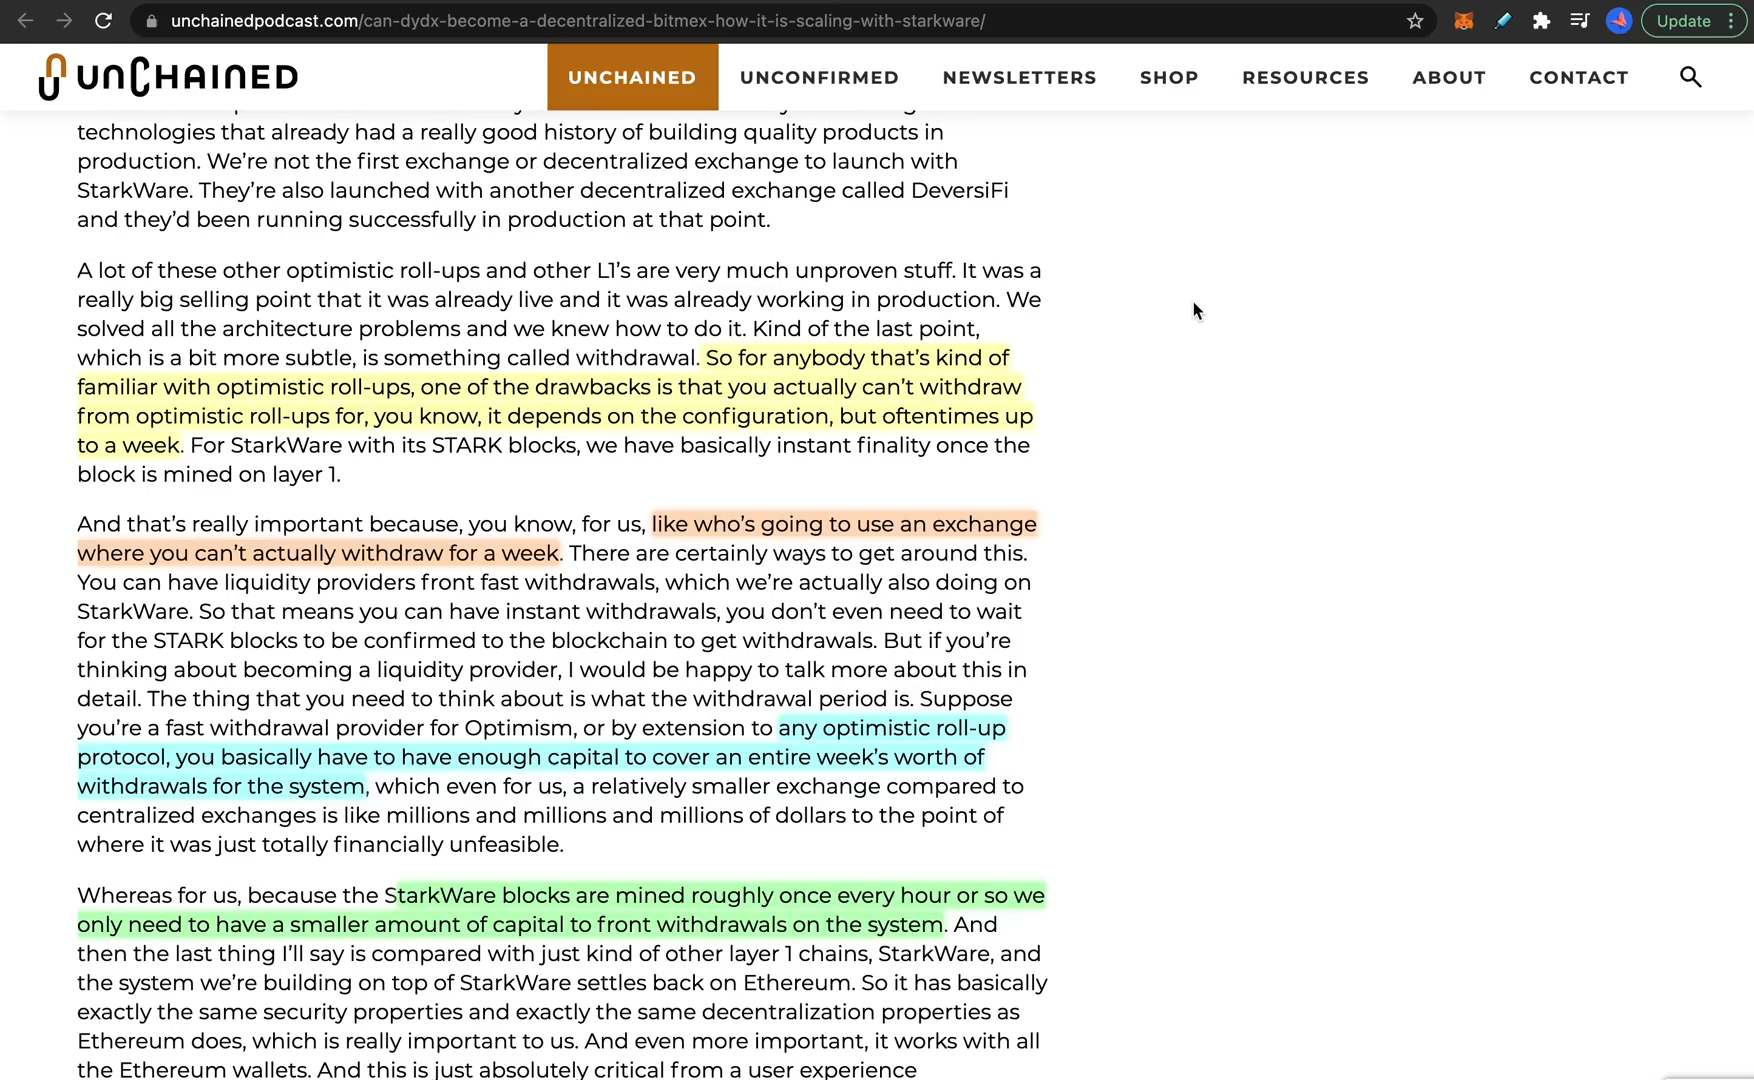 unchainedpodcast.com/can-dydx-become-a-decentralized-bitmex-how-it-is-scaling-with-starkware/
Update
UNCHAINED
UNCHAINED UNCONFIRMED NEWSLETTERS SHOP RESOURCES ABOUT CONTACT
technologies that already had a really good history of building quality products in
production. We’re not the first exchange or decentralized exchange to launch with
StarkWare. They’re also launched with another decentralized exchange called DeversiFi
and they’d been running successfully in production at that point.
A lot of these other optimistic roll-ups and other L1’s are very much unproven stuff. It was a
really big selling point that it was already live and it was already working in production. We
solved all the architecture problems and we knew how to do it. Kind of the last point,
which is a bit more subtle, is something called withdrawal. So for anybody that’s kind of
familiar with optimistic roll-ups, one of the drawbacks is that you actually can’t withdraw
from optimistic roll-ups for, you know, it depends on the configuration, but oftentimes up
to a week. For StarkWare with its STARK blocks, we have basically instant finality once the
block is mined on layer 1.
And that’s really important because, you know, for us, like who’s going to use an exchange
where you can’t actually withdraw for a week. There are certainly ways to get around this.
You can have liquidity providers front fast withdrawals, which we’re actually also doing on
StarkWare. So that means you can have instant withdrawals, you don’t even need to wait
for the STARK blocks to be confirmed to the blockchain to get withdrawals. But if you’re
thinking about becoming a liquidity provider, I would be happy to talk more about this in
detail. The thing that you need to think about is what the withdrawal period is. Suppose
you’re a fast withdrawal provider for Optimism, or by extension to any optimistic roll-up
protocol, you basically have to have enough capital to cover an entire week’s worth of
withdrawals for the system, which even for us, a relatively smaller exchange compared to
centralized exchanges is like millions and millions and millions of dollars to the point of
where it was just totally financially unfeasible.
Whereas for us, because the StarkWare blocks are mined roughly once every hour or so we
only need to have a smaller amount of capital to front withdrawals on the system. And
then the last thing I’ll say is compared with just kind of other layer 1 chains, StarkWare, and
the system we’re building on top of StarkWare settles back on Ethereum. So it has basically
exactly the same security properties and exactly the same decentralization properties as
Ethereum does, which is really important to us. And even more important, it works with all
the Ethereum wallets. And this is just absolutely critical from a user experience